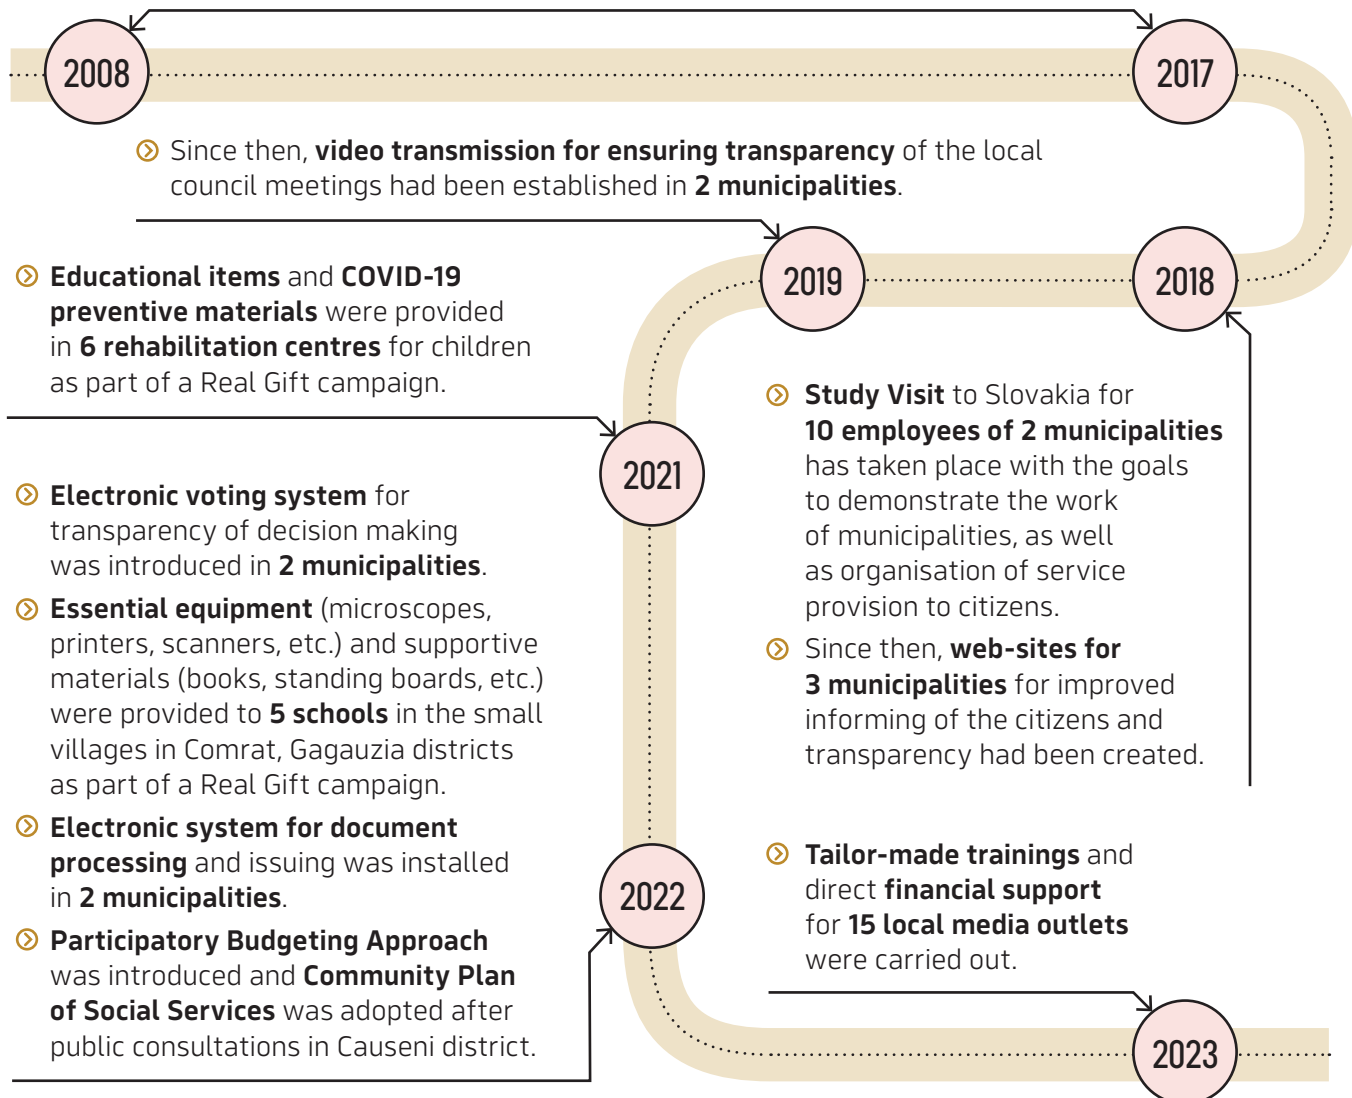 2008
2017
Since then, video transmission for ensuring transparency of the local
council meetings had been established in 2 municipalities.
2019
2018
Educational items and COVID-19
preventive materials were provided
in 6 rehabilitation centres for children
as part of a Real Gift campaign.
2021
Study Visit to Slovakia for
10 employees of 2 municipalities
has taken place with the goals
to demonstrate the work
of municipalities, as well
as organisation of service
provision to citizens.
Since then, web-sites for
3 municipalities for improved
informing of the citizens and
transparency had been created.
Electronic voting system for
transparency of decision making
was introduced in 2 municipalities.
Essential equipment (microscopes,
printers, scanners, etc.) and supportive
materials (books, standing boards, etc.)
were provided to 5 schools in the small
villages in Comrat, Gagauzia districts
as part of a Real Gift campaign.
Electronic system for document
processing and issuing was installed
in 2 municipalities.
Participatory Budgeting Approach
was introduced and Community Plan
of Social Services was adopted after
public consultations in Causeni district.
2022
Tailor-made trainings and
direct financial support
for 15 local media outlets
were carried out.
2023